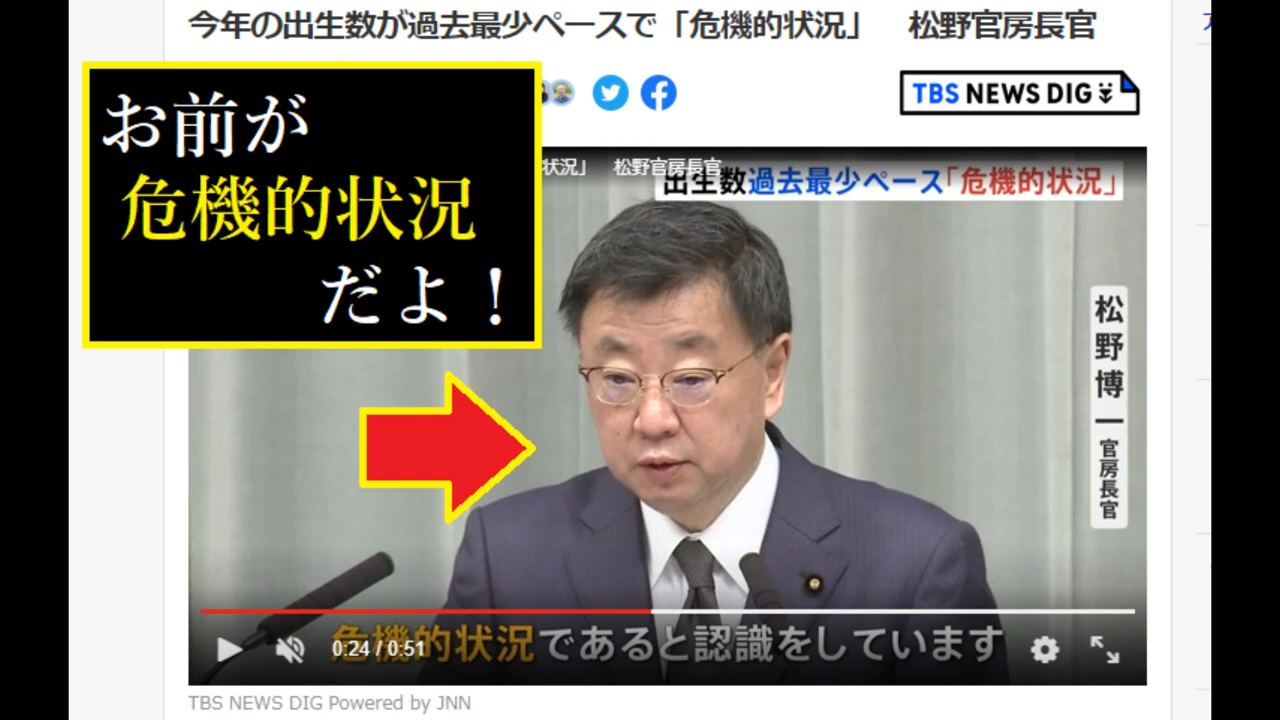 今年の出生数が過去最少ペースで「危機的状況」　松野官房長官
お前が
危機的状況
だよ！
TBS NEWS DIG
状況」　松野官房長官
出生数過去最少ペース「危機的状況」
松野博一官房長官
0:24 / 0:51
危機的状況であると認識をしています
TBS NEWS DIG Powered by JNN